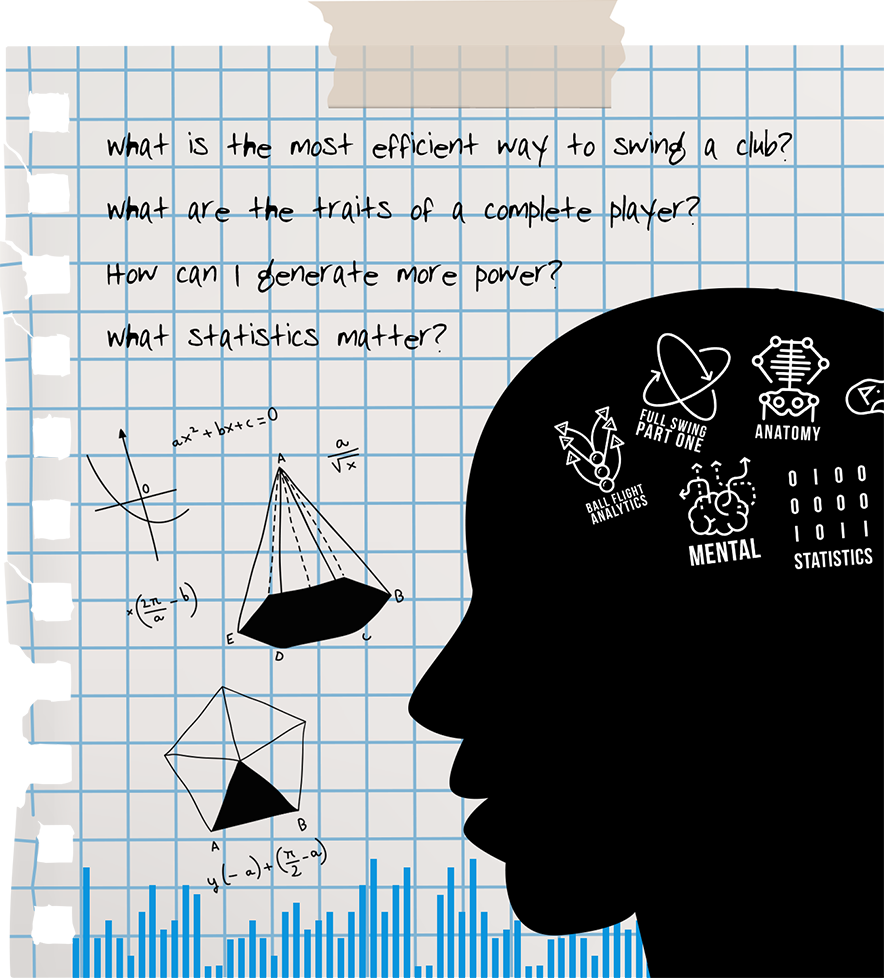 What is the most efficient way to swing a club?
What are the traits of a complete player?
How can I generate more power?
What statistics matter?
ax² + bx + c = 0
a
√x
0
A
FULL SWING
PART ONE
ANATOMY
BALL FLIGHT
ANALYTICS
MENTAL
0 1 0 0
0 0 0 0
1 0 1 1
STATISTICS
×(2π/a - b)
B
E
C
D
A
B
y(-a) + (π/2 - a)